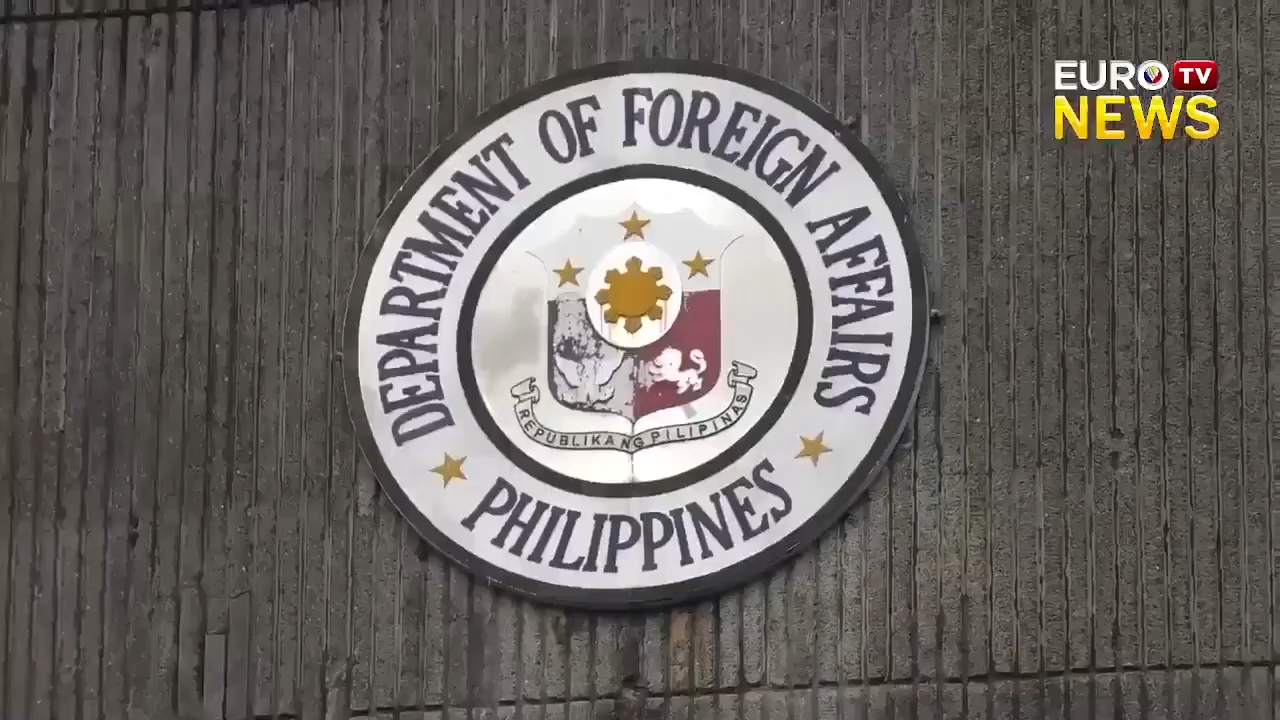 DEPARTMENT OF FOREIGN AFFAIRS
PHILIPPINES
REPUBLIKA NG PILIPINAS
EURO TV
NEWS